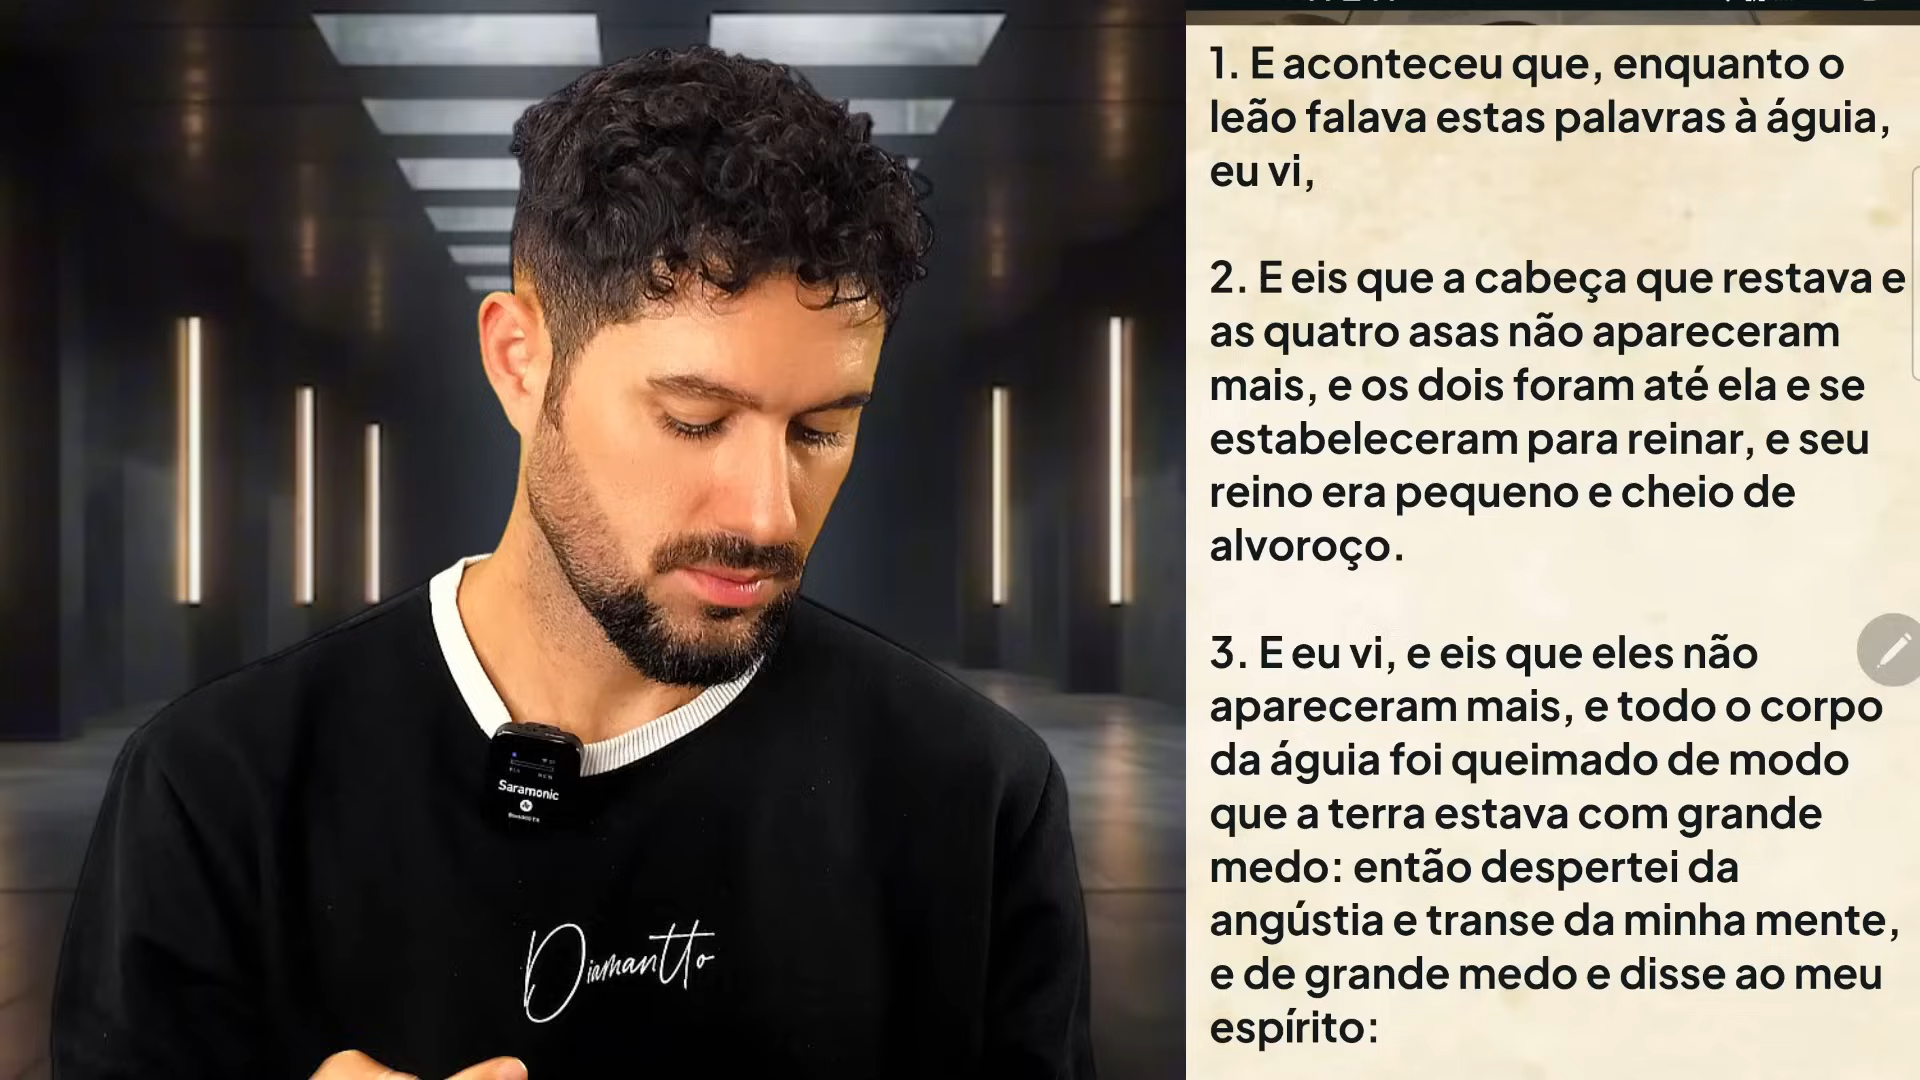 1. E aconteceu que, enquanto o
leão falava estas palavras à águia,
eu vi,
2. E eis que a cabeça que restava e
as quatro asas não apareceram
mais, e os dois foram até ela e se
estabeleceram para reinar, e seu
reino era pequeno e cheio de
alvoroço.
3. E eu vi, e eis que eles não
apareceram mais, e todo o corpo
da águia foi queimado de modo
que a terra estava com grande
medo: então despertei da
angústia e transe da minha mente,
e de grande medo e disse ao meu
espírito:
Saramonic
Diamantto